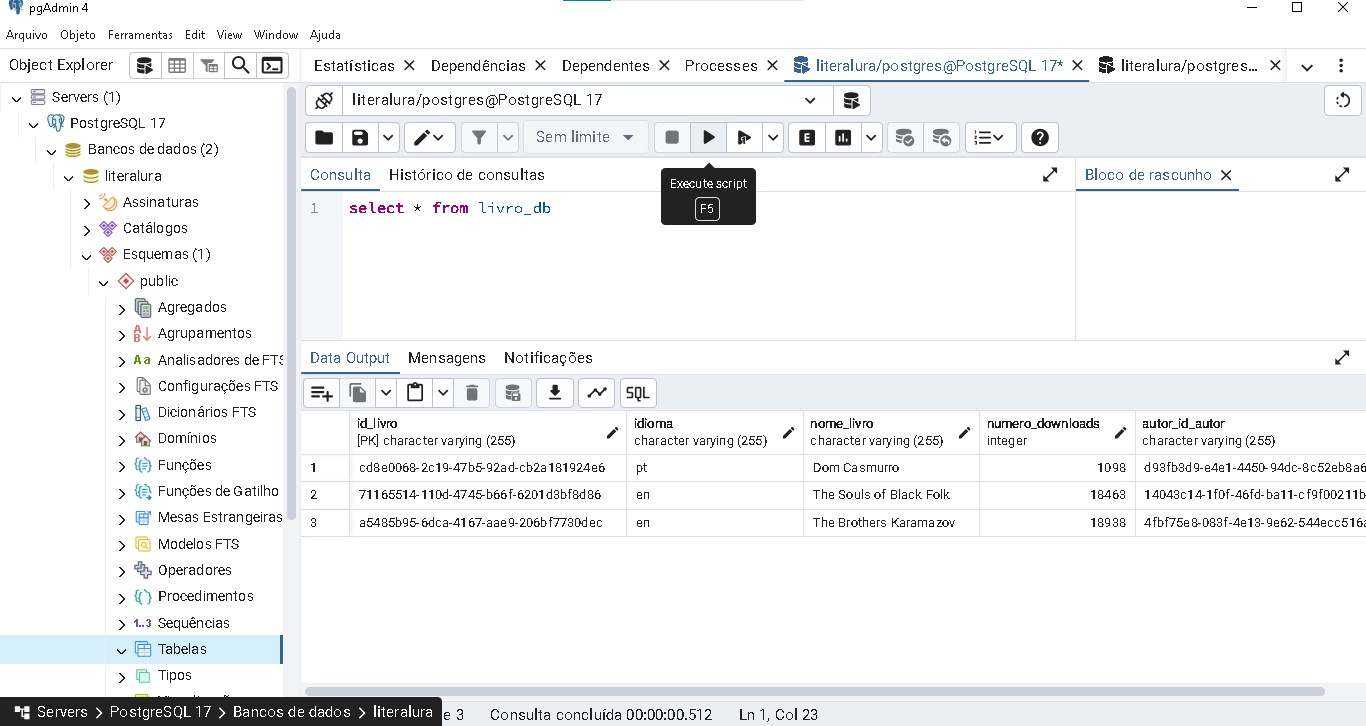 pgAdmin 4
Arquivo Objeto Ferramentas Edit View Window Ajuda
Object Explorer
Estatísticas Dependências Dependentes Processes literalura/postgres@PostgreSQL 17* literalura/postgres...
Servers (1)
PostgreSQL 17
Bancos de dados (2)
literalura
Assinaturas
Catálogos
Esquemas (1)
public
Agregados
Agrupamentos
Analisadores de FTS
Configurações FTS
Dicionários FTS
Domínios
Funções
Funções de Gatilho
Mesas Estrangeiras
Modelos FTS
Operadores
Procedimentos
1..3 Sequências
Tabelas
Tipos
literalura/postgres@PostgreSQL 17
Sem limite
Consulta Histórico de consultas
Execute script
F5
Bloco de rascunho
1 select * from livro_db
Data Output Mensagens Notificações
SQL
id_livro idioma nome_livro numero_downloads autor_id_autor
[PK] character varying (255) character varying (255) character varying (255) integer character varying (255)
1 cd8e0068-2c19-47b5-92ad-cb2a181924e6 pt Dom Casmurro 1098 d93fb3d9-e4e1-4450-94dc-8c52eb8a6
2 71165514-110d-4745-b66f-6201d3bf8d86 en The Souls of Black Folk 18463 14043c14-1f0f-46fd-ba11-cf9f00211b
3 a5485b95-6dca-4167-aae9-206bf7730dec en The Brothers Karamazov 18938 4fbf75e8-083f-4e13-9e62-544ecc516a
Servers > PostgreSQL 17 > Bancos de dados > literalura
e 3 Consulta concluída 00:00:00.512 Ln 1, Col 23